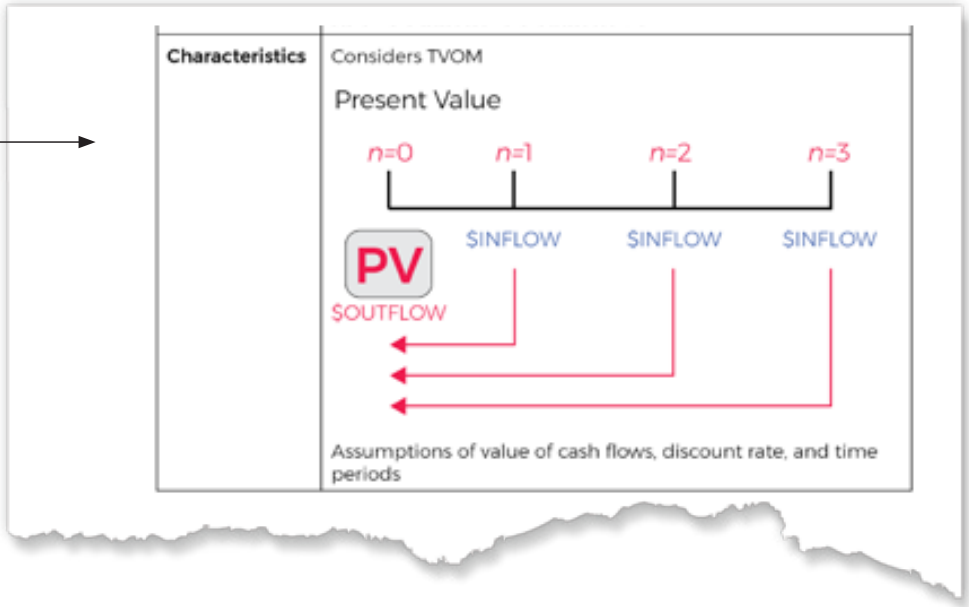 Characteristics
Considers TVOM
Present Value
n=0 n=1 n=2 n=3
$INFLOW $INFLOW $INFLOW
PV
$OUTFLOW
Assumptions of value of cash flows, discount rate, and time
periods